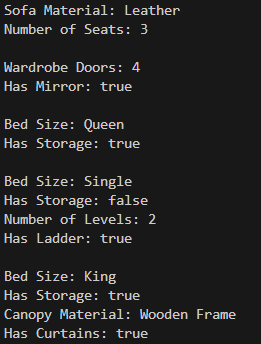 Sofa Material: Leather
Number of Seats: 3
Wardrobe Doors: 4
Has Mirror: true
Bed Size: Queen
Has Storage: true
Bed Size: Single
Has Storage: false
Number of Levels: 2
Has Ladder: true
Bed Size: King
Has Storage: true
Canopy Material: Wooden Frame
Has Curtains: true